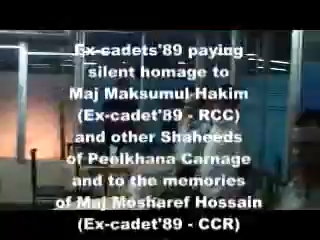 Ex-cadets'89 paying
silent homage to
Maj Maksumul Hakim
(Ex-cadet'89 - RCC)
and other Shaheeds
of Peelkhana Carnage
and to the memories
of Maj Mosharef Hossain
(Ex-cadet'89 - CCR)